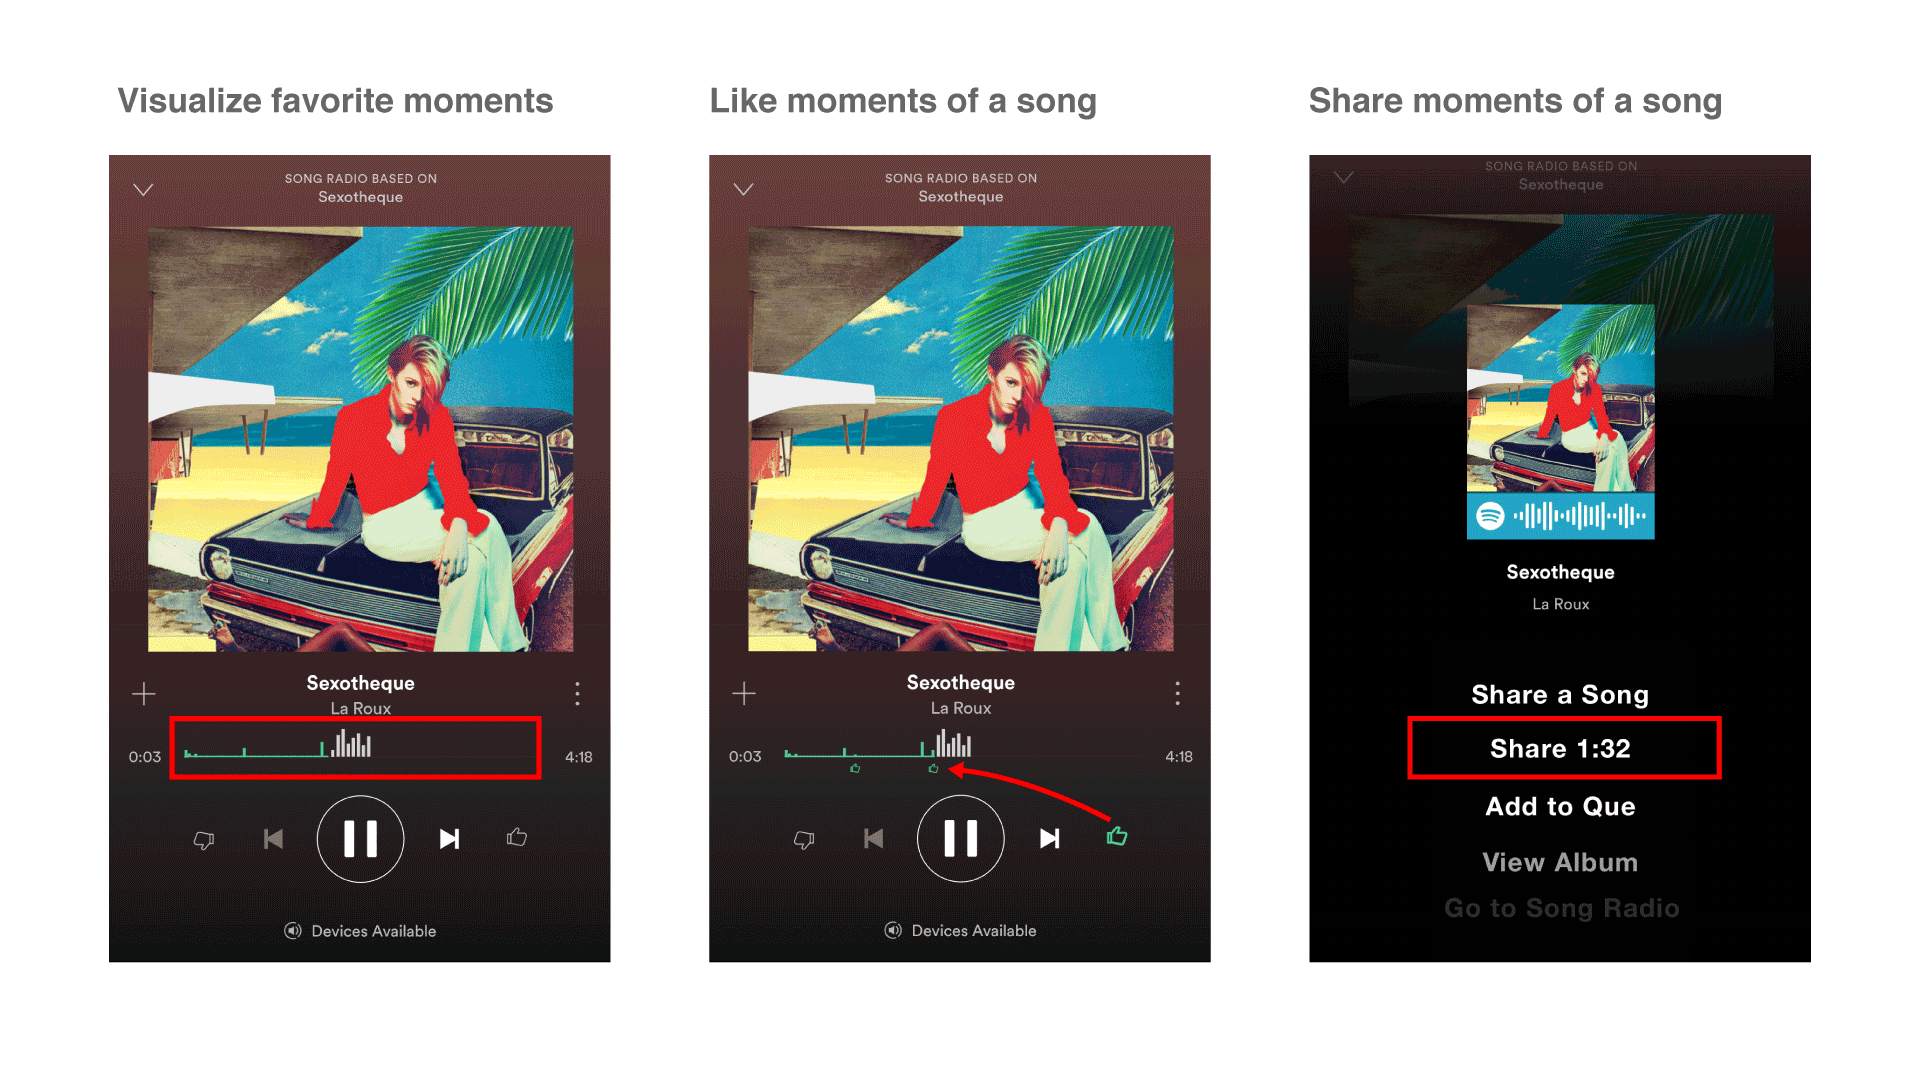 Visualize favorite moments
SONG RADIO BASED ON
Sexotheque
Sexotheque
La Roux
0:03
4:18
Devices Available
Like moments of a song
SONG RADIO BASED ON
Sexotheque
Sexotheque
La Roux
0:03
4:18
Devices Available
Share moments of a song
SONG RADIO BASED ON
Sexotheque
Sexotheque
La Roux
Share a Song
Share 1:32
Add to Que
View Album
Go to Song Radio